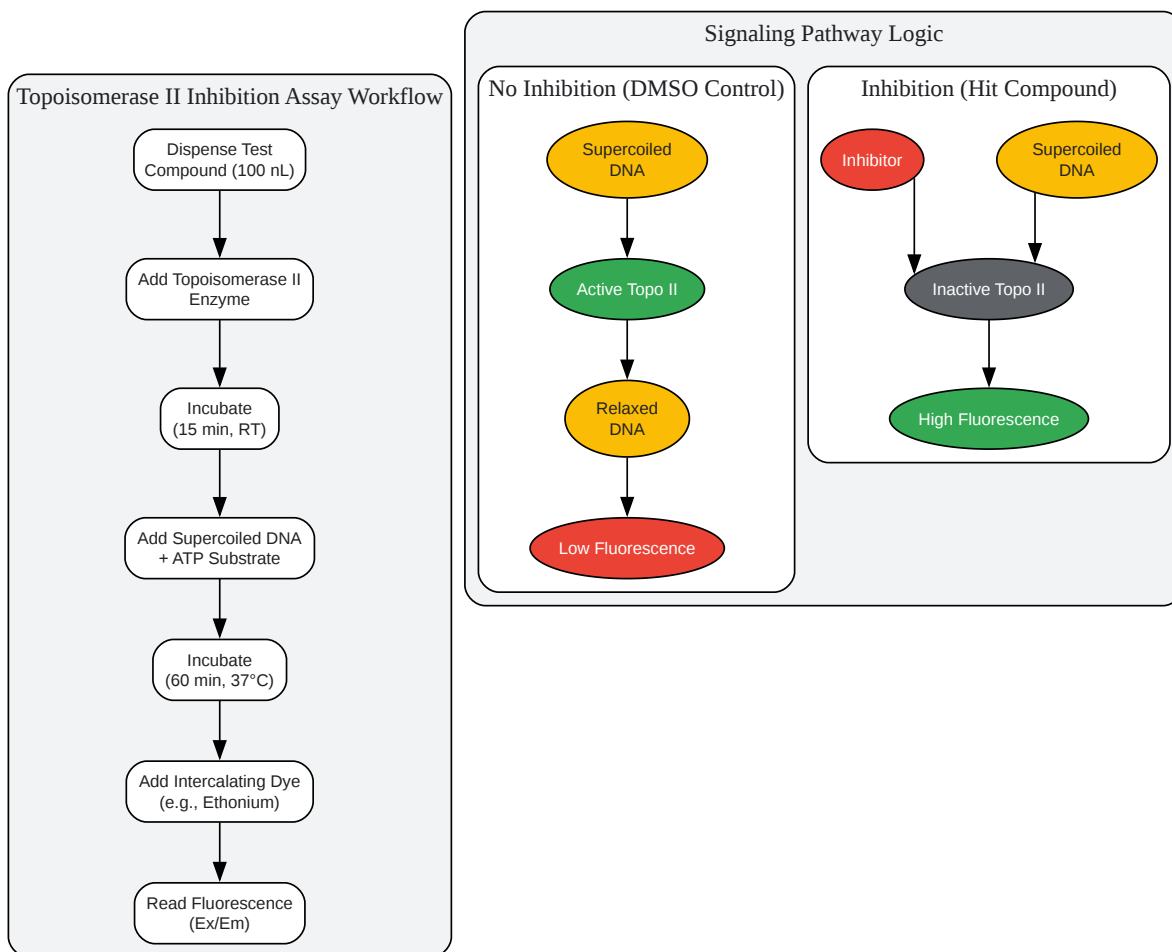 Topoisomerase II Inhibition Assay Workflow
Dispense Test
Compound (100 nL)
Add Topoisomerase II
Enzyme
Incubate
(15 min, RT)
Add Supercoiled DNA
+ ATP Substrate
Incubate
(60 min, 37°C)
Add Intercalating Dye
(e.g., Ethonium)
Read Fluorescence
(Ex/Em)
Signaling Pathway Logic
No Inhibition (DMSO Control)
Supercoiled
DNA
Active Topo II
Relaxed
DNA
Low Fluorescence
Inhibition (Hit Compound)
Inhibitor
Supercoiled
DNA
Inactive Topo II
High Fluorescence